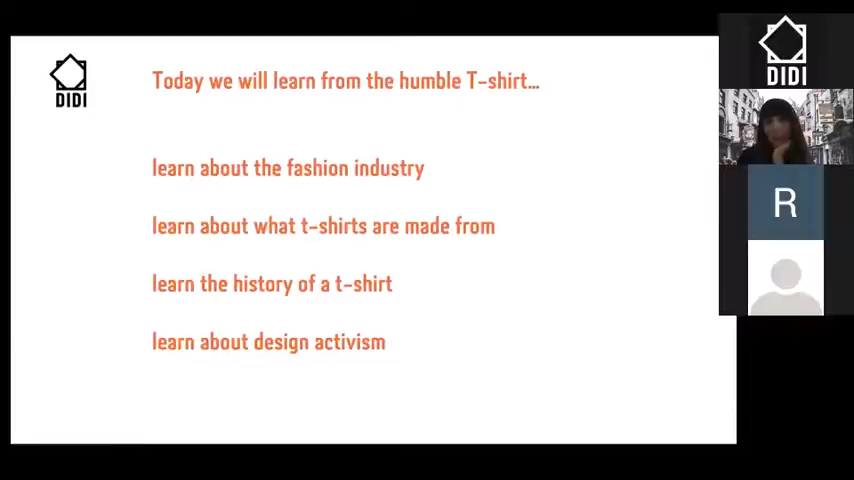 DIDI
Today we will learn from the humble T-shirt...
learn about the fashion industry
learn about what t-shirts are made from
learn the history of a t-shirt
learn about design activism
DIDI
R